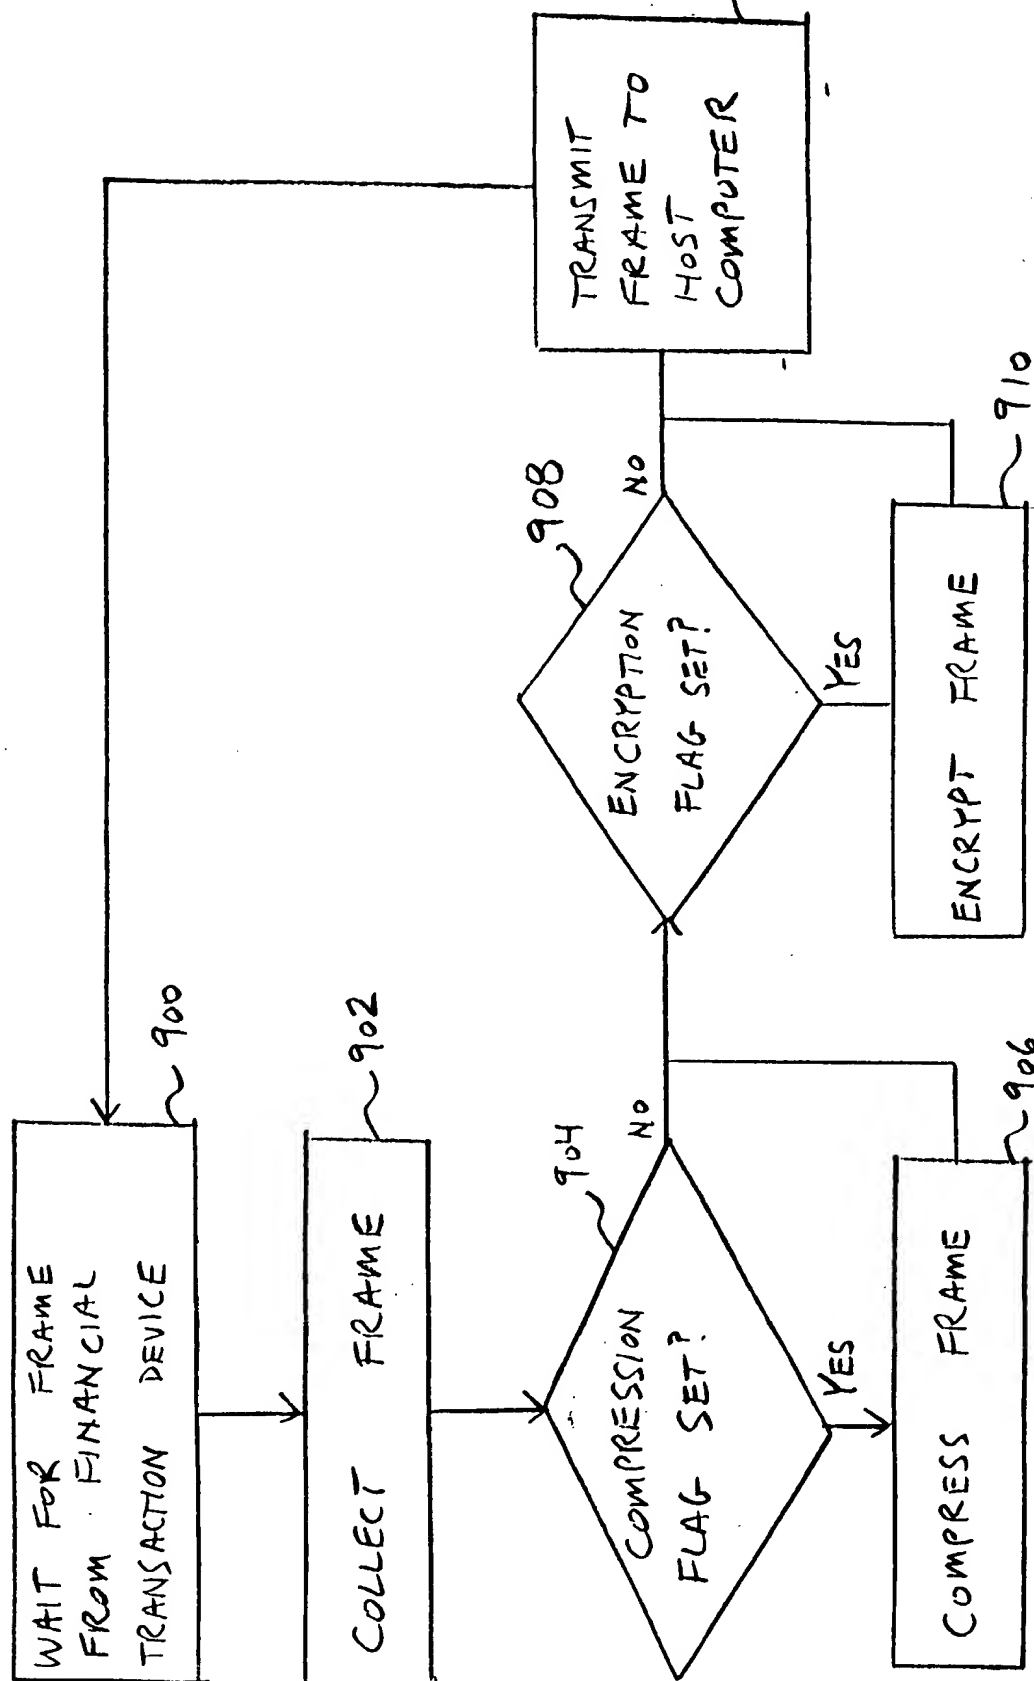 WAIT FOR FRAME
FROM FINANCIAL
TRANSACTION DEVICE
900
COLLECT FRAME
902
COMPRESSION
FLAG SET?
904
NO
YES
COMPRESS FRAME
906
ENCRYPTION
FLAG SET?
908
NO
YES
ENCRYPT FRAME
910
TRANSMIT
FRAME TO
HOST
COMPUTER